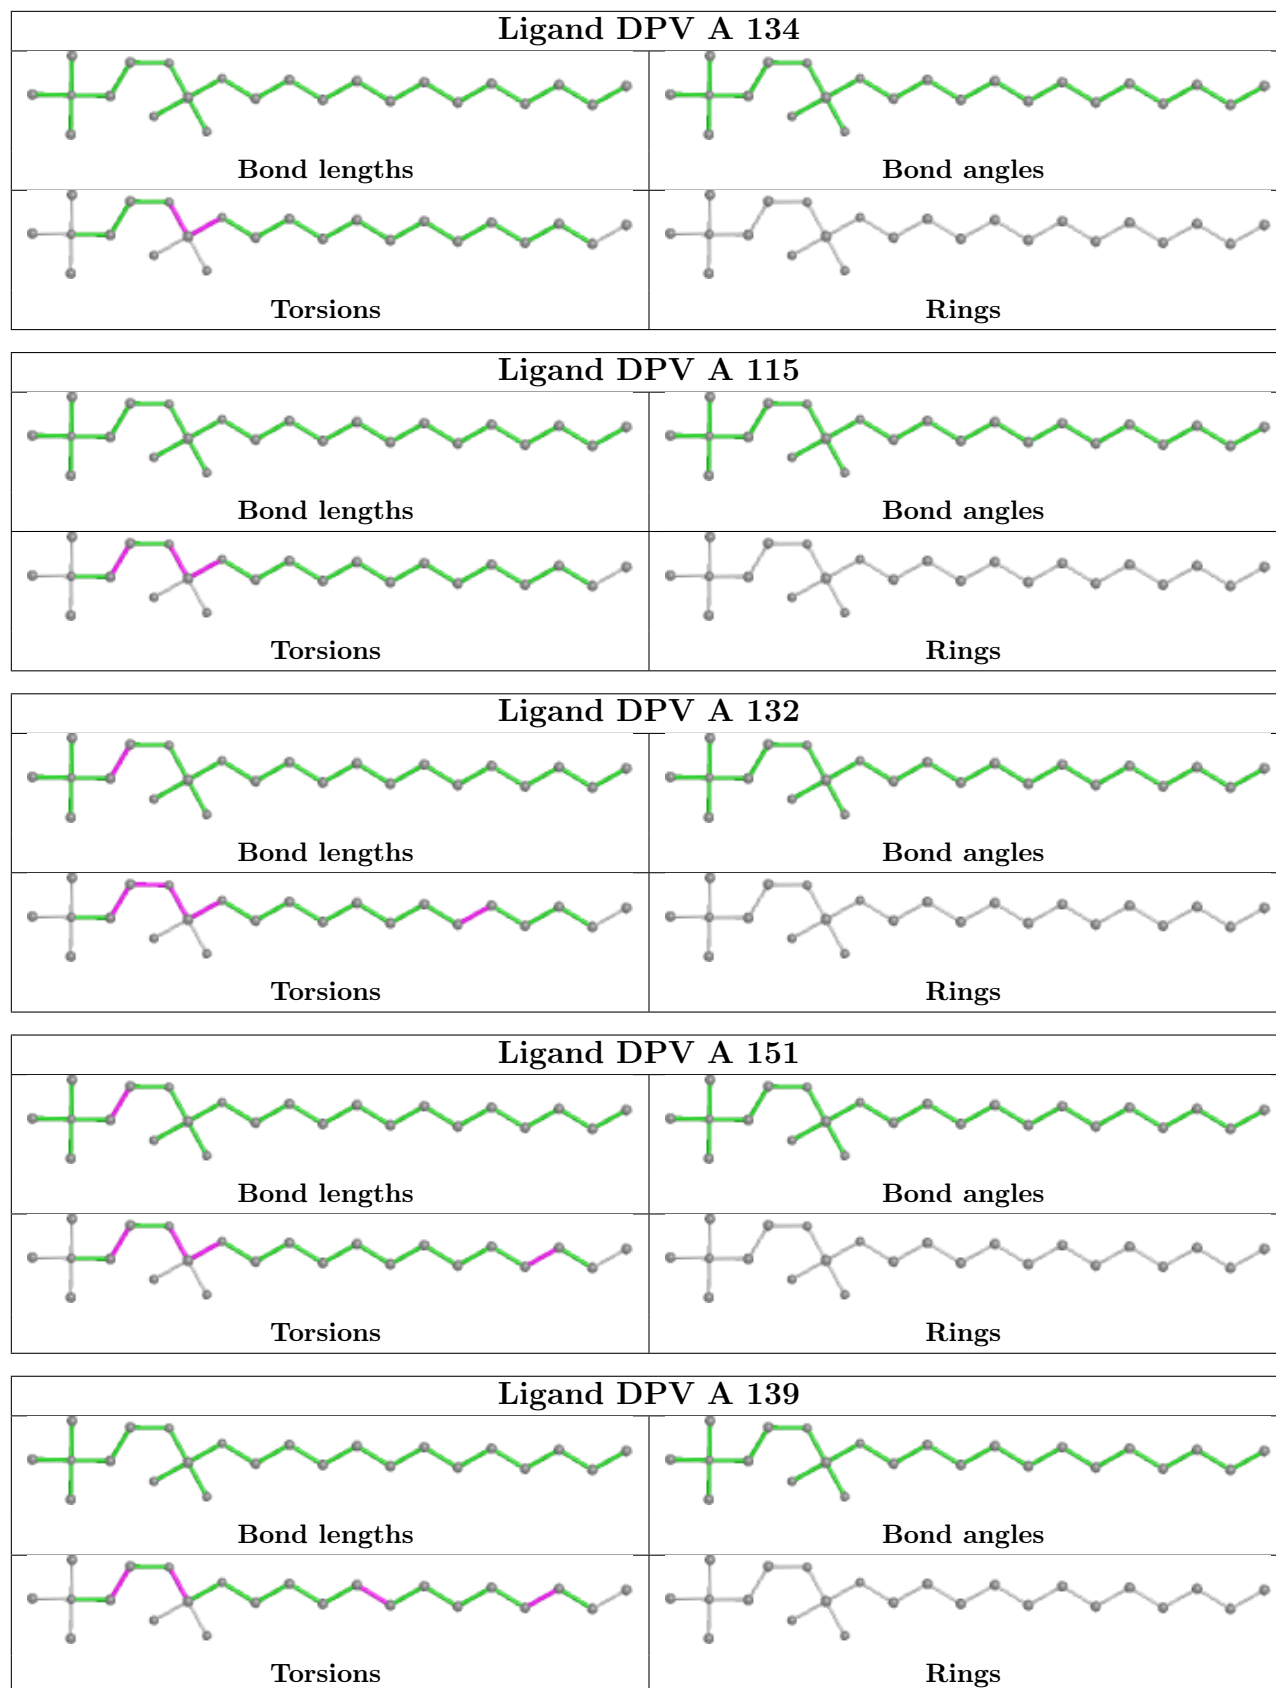 Ligand DPV A 134
Bond lengths
Bond angles
Torsions
Rings
Ligand DPV A 115
Bond lengths
Bond angles
Torsions
Rings
Ligand DPV A 132
Bond lengths
Bond angles
Torsions
Rings
Ligand DPV A 151
Bond lengths
Bond angles
Torsions
Rings
Ligand DPV A 139
Bond lengths
Bond angles
Torsions
Rings